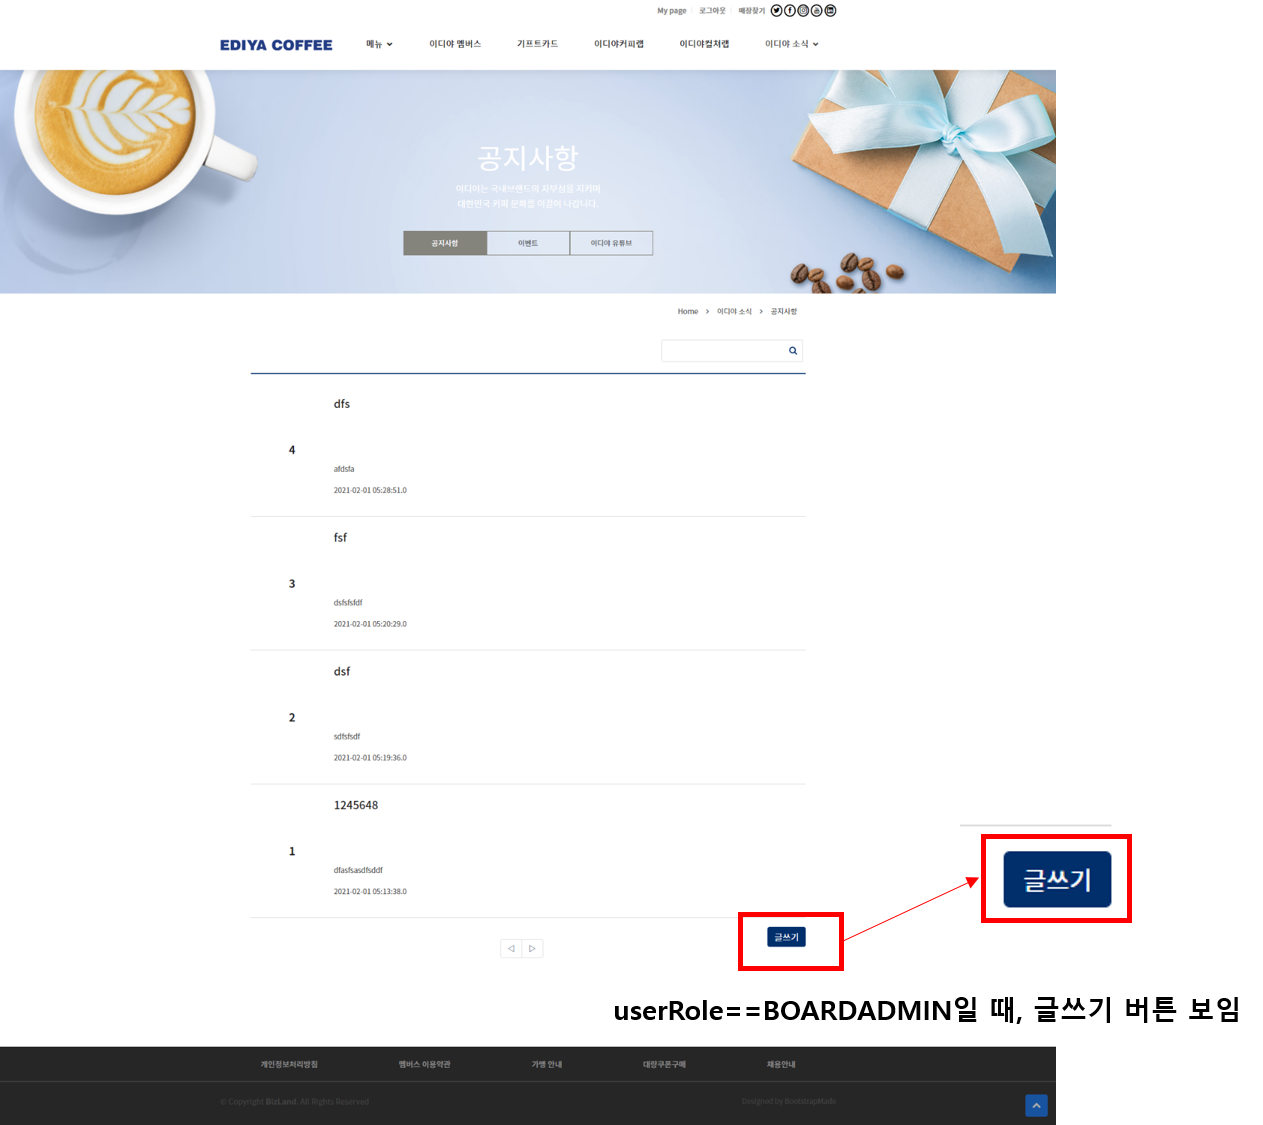 My page 로그아웃 매장찾기
EDIYA COFFEE 메뉴 이디야 멤버스 기프트카드 이디야커피랩 이디야컬쳐랩 이디야 소식
공지사항
이디야는 국내브랜드의 자부심을 지키며
대한민국 커피 문화를 이끌어 나갑니다.
공지사항 이벤트 이디야 유튜브
Home > 이디야 소식 > 공지사항
dfs
4
afdsfa
2021-02-01 05:28:51.0
fsf
3
dsfsfsfdf
2021-02-01 05:20:29.0
dsf
2
sdfsfsdf
2021-02-01 05:19:36.0
1245648
1
dfasfsasdfsddf
2021-02-01 05:13:38.0
글쓰기
글쓰기
userRole==BOARDADMIN일 때, 글쓰기 버튼 보임
개인정보처리방침 멤버스 이용약관 가맹 안내 대량쿠폰구매 채용안내
© Copyright BizLand. All Rights Reserved
Designed by BootstrapMade